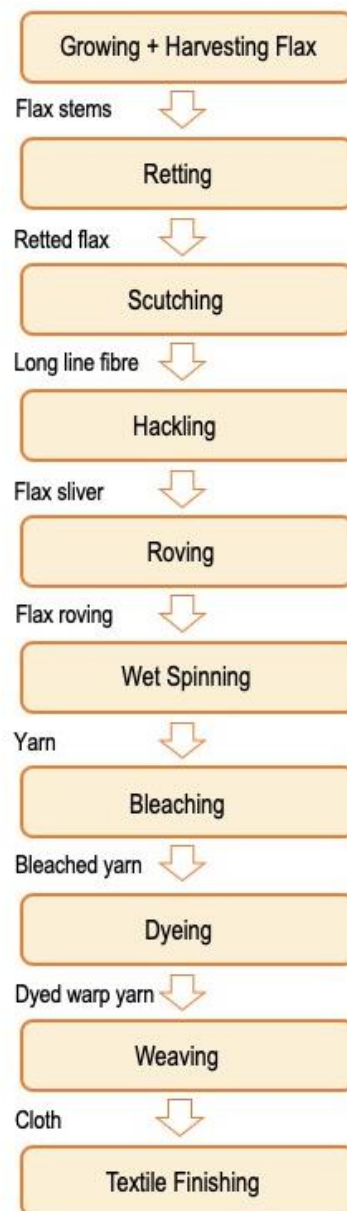 Growing + Harvesting Flax
Flax stems
Retting
Retted flax
Scutching
Long line fibre
Hackling
Flax sliver
Roving
Flax roving
Wet Spinning
Yarn
Bleaching
Bleached yarn
Dyeing
Dyed warp yarn
Weaving
Cloth
Textile Finishing